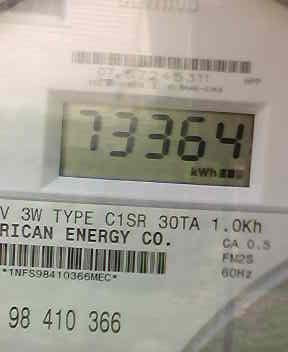 73364
kWh
V 3W TYPE C1SR 30TA 1.0Kh
RICAN ENERGY CO.
CA 0.5
FM2S
60Hz
*1NFS98410366MEC*
98 410 366